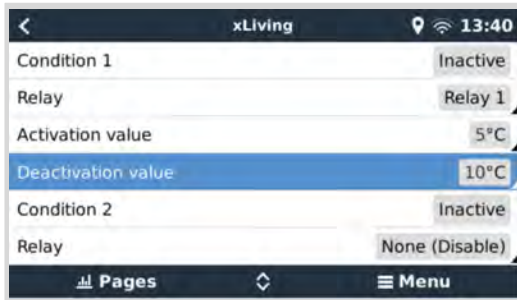 xLiving 13:40
Condition 1 Inactive
Relay Relay 1
Activation value 5°C
Deactivation value 10°C
Condition 2 Inactive
Relay None (Disable)
Pages Menu